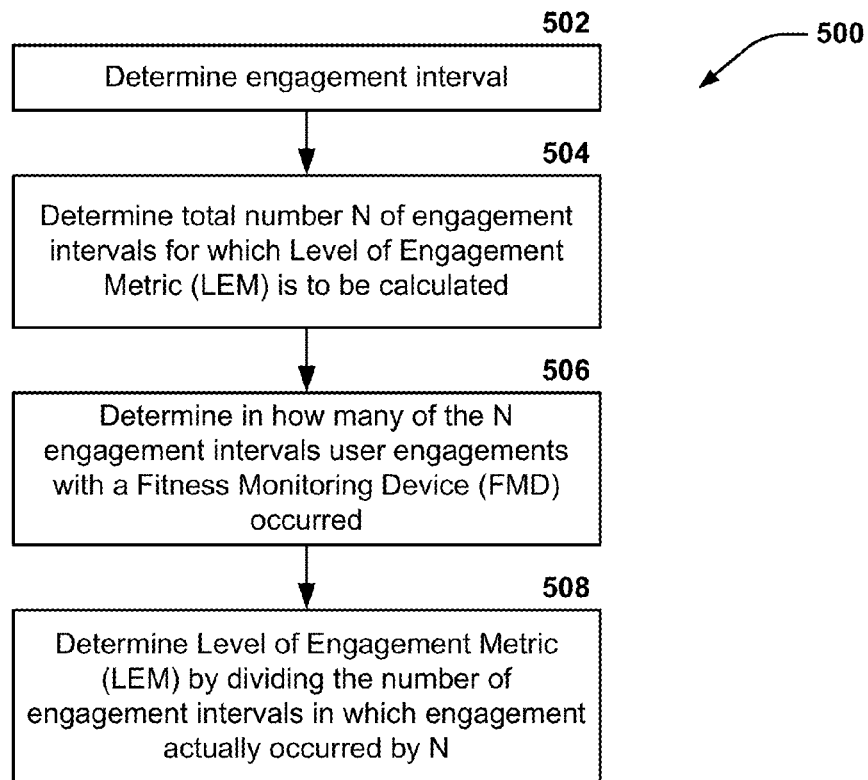 502
500
Determine engagement interval
504
Determine total number N of engagement
intervals for which Level of Engagement
Metric (LEM) is to be calculated
506
Determine in how many of the N
engagement intervals user engagements
with a Fitness Monitoring Device (FMD)
occurred
508
Determine Level of Engagement Metric
(LEM) by dividing the number of
engagement intervals in which engagement
actually occurred by N